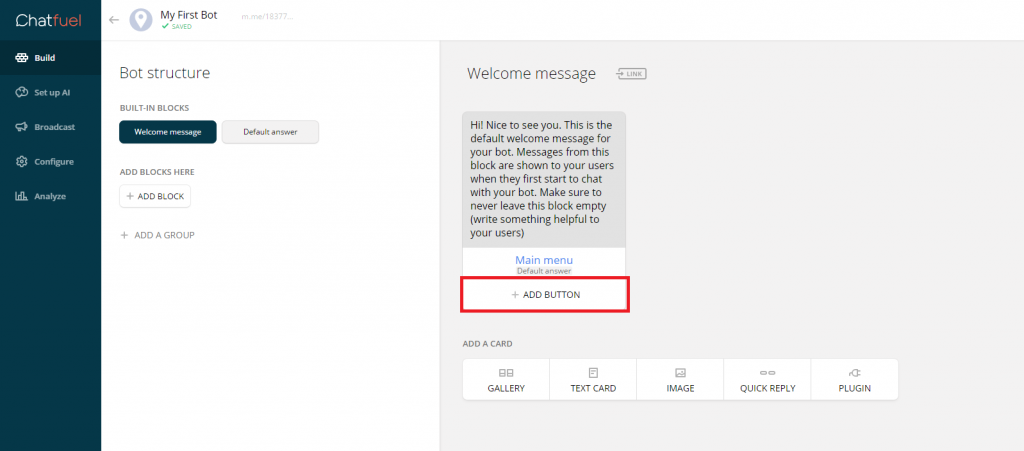 Chatfuel
My First Bot
SAVED
m.me/18377...
Build
Set up AI
Broadcast
Configure
Analyze
Bot structure
BUILT-IN BLOCKS
Welcome message
Default answer
ADD BLOCKS HERE
+ ADD BLOCK
+ ADD A GROUP
Welcome message
LINK
Hi! Nice to see you. This is the
default welcome message for
your bot. Messages from this
block are shown to your users
when they first start to chat
with your bot. Make sure to
never leave this block empty
(write something helpful to
your users)
Main menu
Default answer
+ ADD BUTTON
ADD A CARD
GALLERY
TEXT CARD
IMAGE
QUICK REPLY
PLUGIN